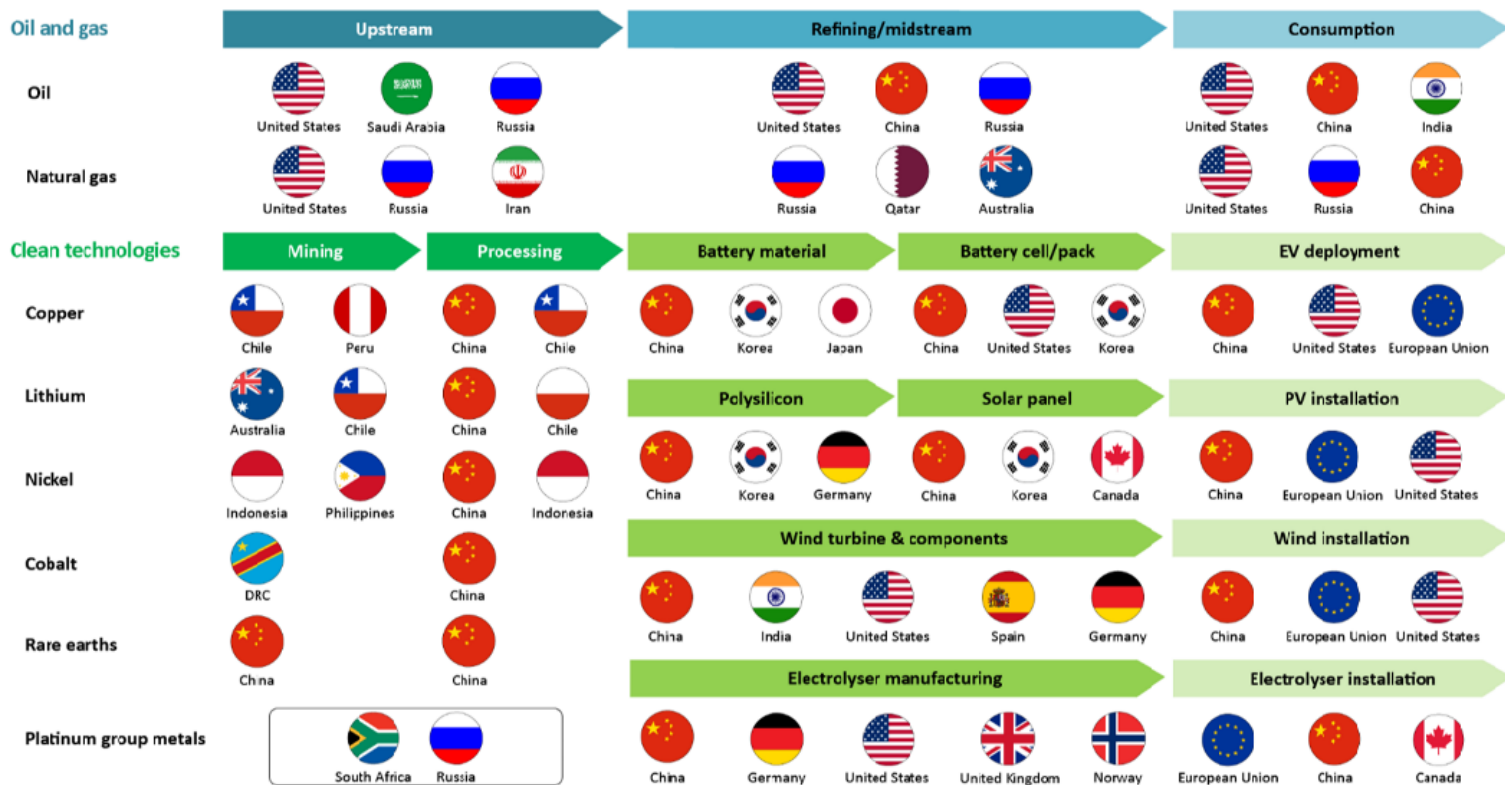 Oil and gas Upstream Refining/midstream Consumption
Oil
United States Saudi Arabia Russia United States China Russia United States China India
Natural gas
United States Russia Iran Russia Qatar Australia United States Russia China
Clean technologies Mining Processing Battery material Battery cell/pack EV deployment
Copper
Chile Peru China Chile China Korea Japan China United States Korea China United States European Union
Lithium Polysilicon Solar panel PV installation
Australia Chile China Chile
Nickel
China Korea Germany China Korea Canada China European Union United States
Indonesia Philippines China Indonesia
Wind turbine & components Wind installation
Cobalt
DRC China
China India United States Spain Germany China European Union United States
Rare earths
China China
Electrolyser manufacturing Electrolyser installation
Platinum group metals
South Africa Russia China Germany United States United Kingdom Norway European Union China Canada